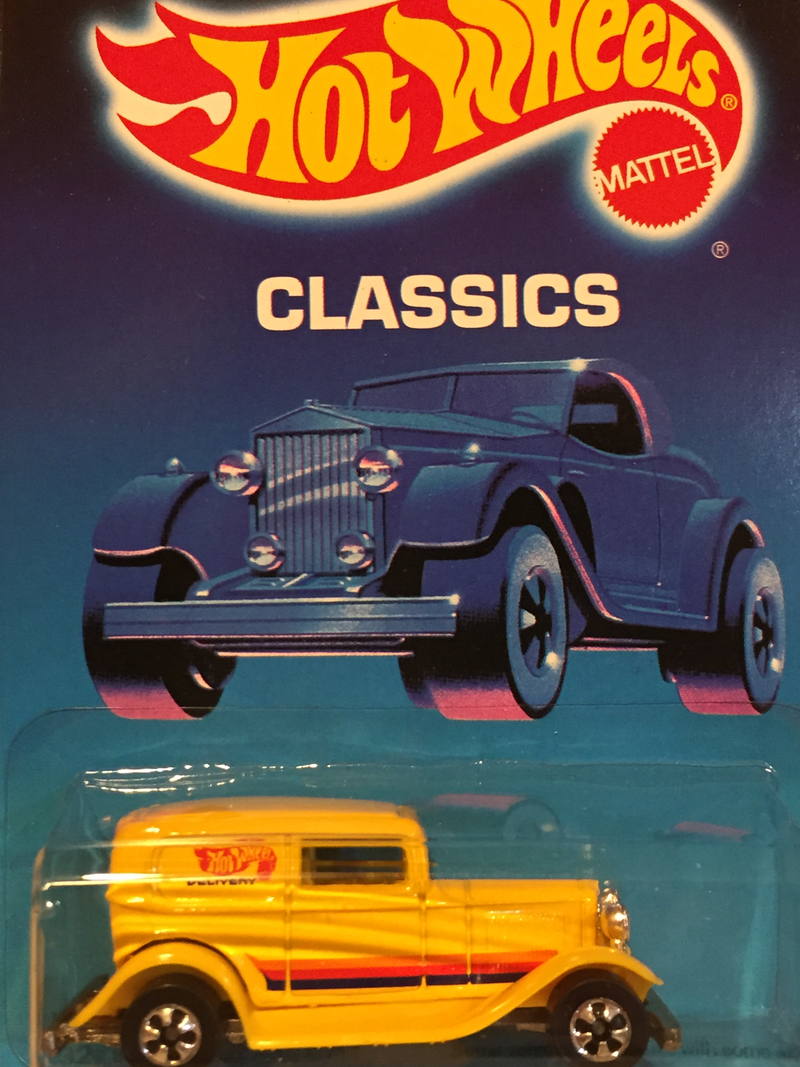 Hot Wheels®
MATTEL
®
CLASSICS
Hot Wheels
DELIVERY